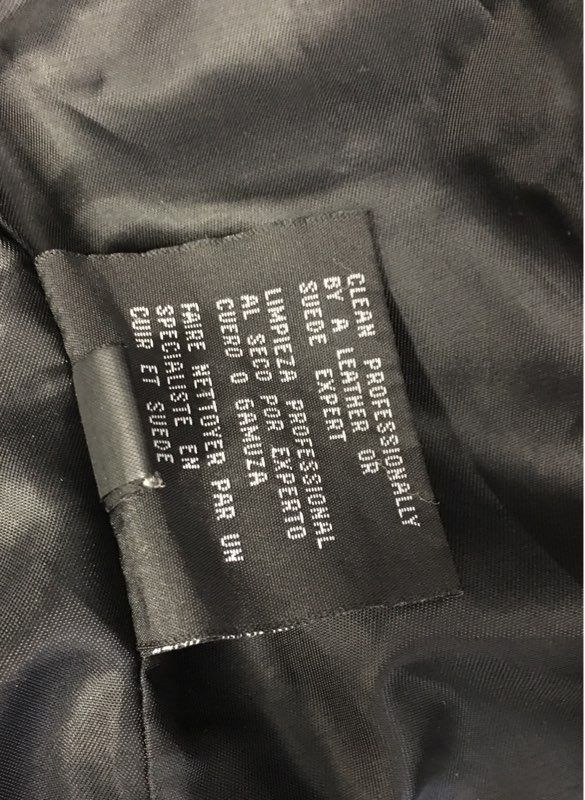 CLEAN PROFESSIONALLY
BY A LEATHER OR
SUEDE EXPERT
LIMPIEZA PROFESSIONAL
AL SECO POR EXPERTO
CUERO O GAMUZA
FAIRE NETTOYER PAR UN
SPECIALISTE EN
CUIR ET SUEDE